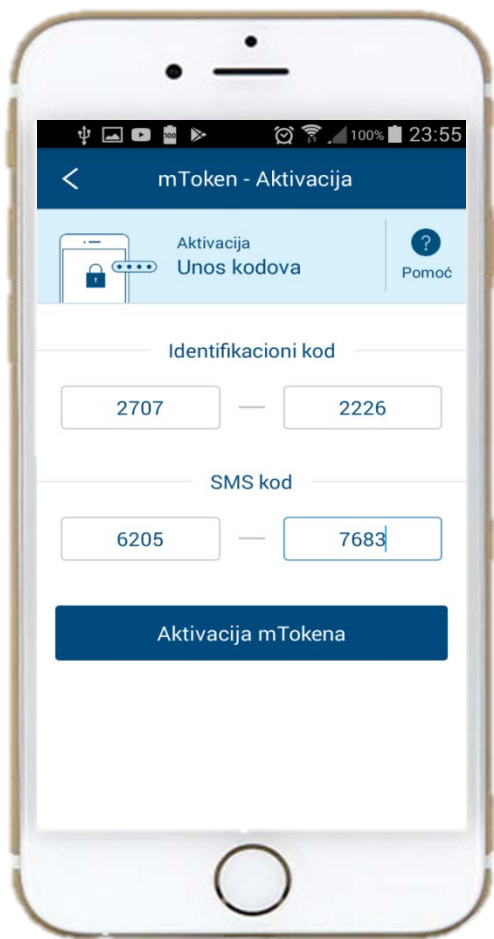 100 100% 23:55
mToken - Aktivacija
Aktivacija
Unos kodova
? Pomoć
Identifikacioni kod
2707 — 2226
SMS kod
6205 — 7683
Aktivacija mTokena